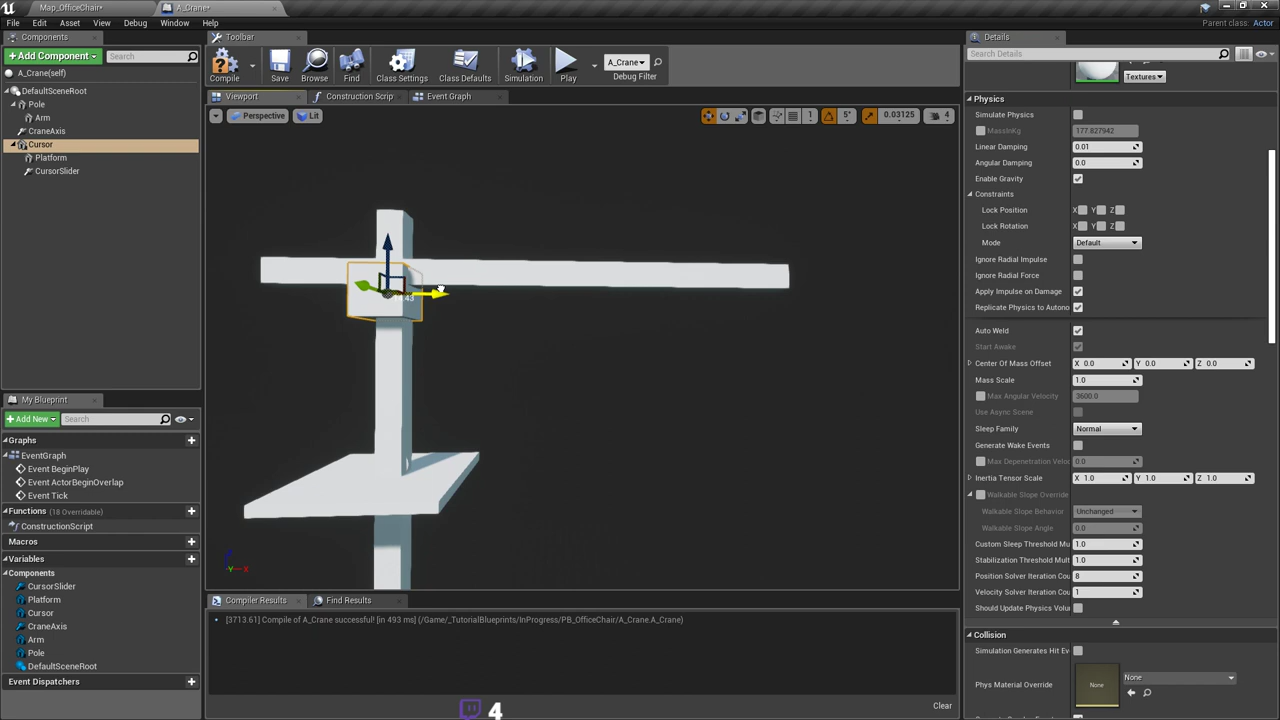 Map_OfficeChair*
A_Crane*
File Edit Asset View Debug Window Help
Parent class: Actor
Components
Toolbar
Details
+ Add Component
Search
Compile
Save
Browse
Find
Class Settings
Class Defaults
Simulation
Play
A_Crane
Debug Filter
Search Details
A_Crane(self)
Textures
DefaultSceneRoot
Pole
Arm
CraneAxis
Cursor
Platform
CursorSlider
Viewport
Construction Scrip
Event Graph
Perspective
Lit
1
5°
0.03125
4
14.43
Physics
Simulate Physics
MassInKg 177.827942
Linear Damping 0.01
Angular Damping 0.0
Enable Gravity
Constraints
Lock Position X Y Z
Lock Rotation X Y Z
Mode Default
Ignore Radial Impulse
Ignore Radial Force
Apply Impulse on Damage
Replicate Physics to Autono
Auto Weld
Start Awake
Center Of Mass Offset X 0.0 Y 0.0 Z 0.0
Mass Scale 1.0
Max Angular Velocity 3600.0
Use Async Scene
Sleep Family Normal
Generate Wake Events
Max Depenetration Veloc 0.0
Inertia Tensor Scale X 1.0 Y 1.0 Z 1.0
Walkable Slope Override
Walkable Slope Behavior Unchanged
Walkable Slope Angle 0.0
Custom Sleep Threshold Mu 1.0
Stabilization Threshold Mult 1.0
Position Solver Iteration Cou 8
Velocity Solver Iteration Cou 1
Should Update Physics Volu
Collision
Simulation Generates Hit Ev
Phys Material Override
None
None
My Blueprint
+ Add New
Search
Graphs
EventGraph
Event BeginPlay
Event ActorBeginOverlap
Event Tick
Functions (18 Overridable)
ConstructionScript
Macros
Variables
Components
CursorSlider
Platform
Cursor
CraneAxis
Arm
Pole
DefaultSceneRoot
Event Dispatchers
Compiler Results
Find Results
[3713.61] Compile of A_Crane successful! [in 493 ms] (/Game/_TutorialBlueprints/InProgress/PB_OfficeChair/A_Crane.A_Crane)
Clear
4